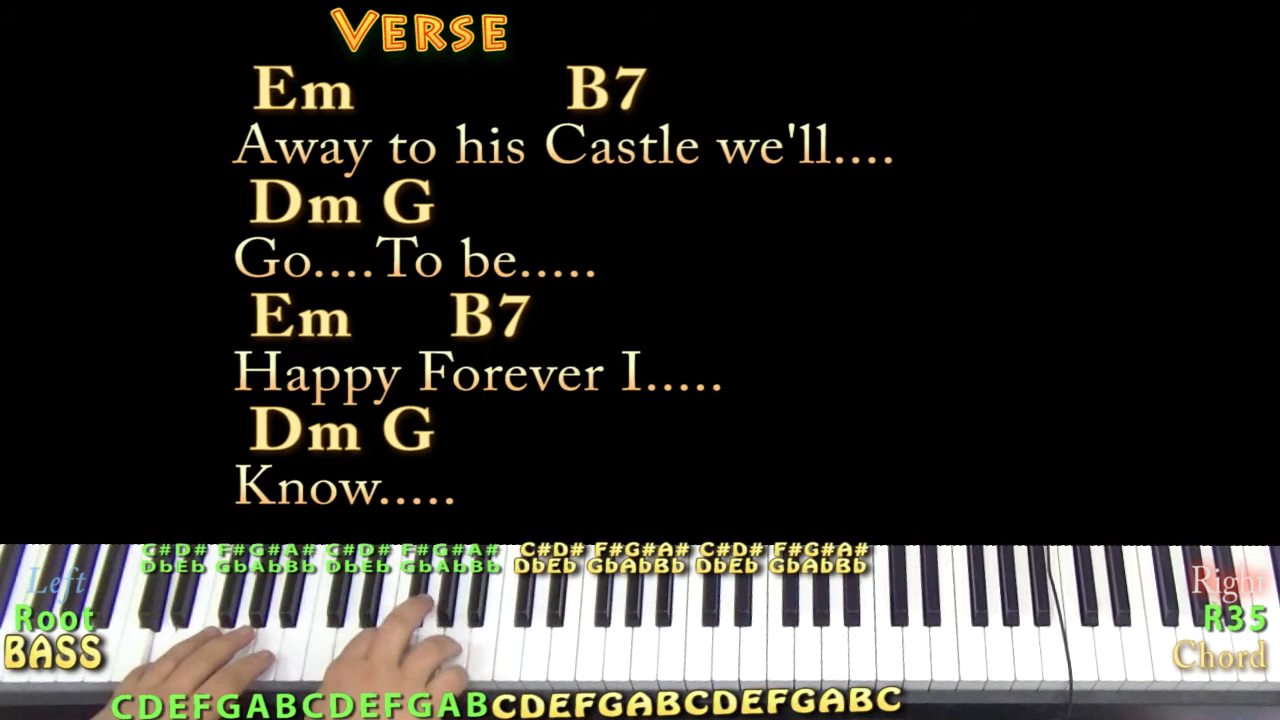 VERSE
Em B7
Away to his Castle we'll....
Dm G
Go....To be.....
Em B7
Happy Forever I.....
Dm G
Know.....
C#D# F#G#A# C#D# F#G#A# C#D# F#G#A# C#D# F#G#A#
DbEb GbAbBb DbEb GbAbBb DbEb GbAbBb DbEb GbAbBb
Left
Root
BASS
Right
R35
Chord
CDEFGABCDEFGABCDEFGABCDEFGABC